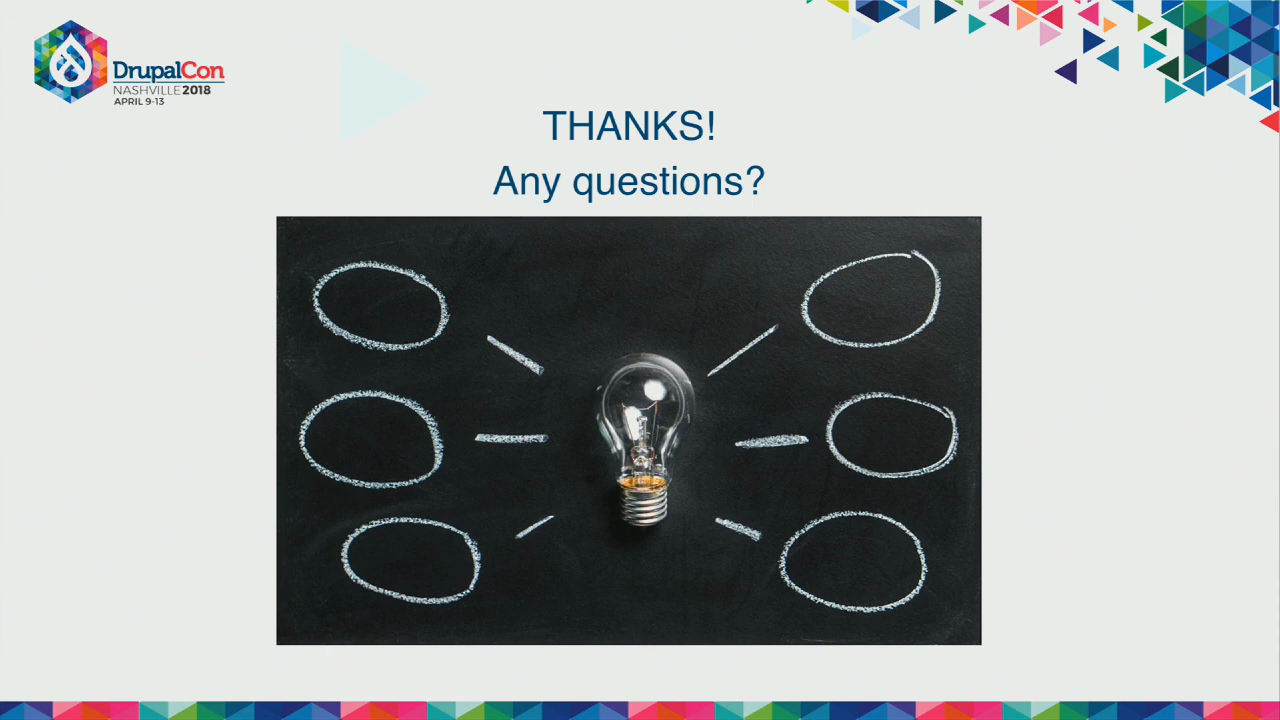 DrupalCon
NASHVILLE 2018
APRIL 9-13
THANKS!
Any questions?